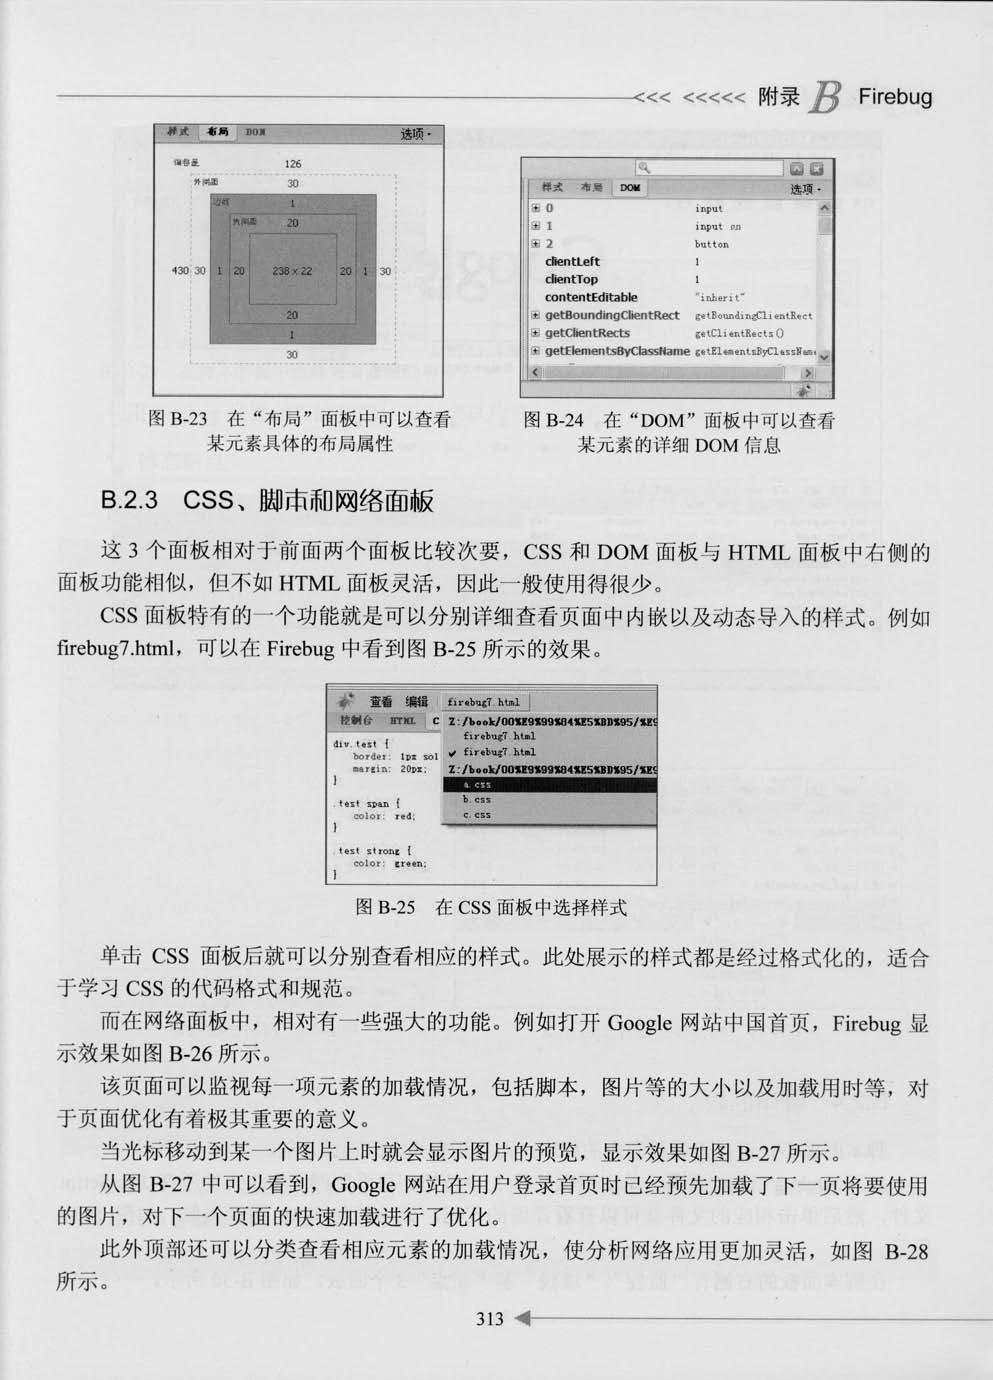 <<< <<<<< 附录 B Firebug
样式 布局 DOM 选项
偏移量 126
外间距 30
边框 1
20
430 30 1 20 238 × 22 20 1 30
20
1
30
样式 布局 DOM 选项
0 input
1 input
2 button
clientLeft 1
clientTop 1
contentEditable "inherit"
getBoundingClientRect getBoundingClientRect
getClientRects getClientRects()
getElementsByClassName getElementsByClassName
图 B-23 在“布局”面板中可以查看
某元素具体的布局属性
图 B-24 在“DOM”面板中可以查看
某元素的详细 DOM 信息
B.2.3 CSS、脚本和网络面板
这 3 个面板相对于前面两个面板比较次要，CSS 和 DOM 面板与 HTML 面板中右侧的
面板功能相似，但不如 HTML 面板灵活，因此一般使用得很少。
CSS 面板特有的一个功能就是可以分别详细查看页面中内嵌以及动态导入的样式。例如
firebug7.html，可以在 Firebug 中看到图 B-25 所示的效果。
查看 编辑 firebug7.html
控制台 HTML C
Z:/book/00%E9%99%84%E5%BD%95/%E9
firebug7.html
firebug7.html
Z:/book/00%E9%99%84%E5%BD%95/%E9
a.css
b.css
c.css
div.test {
border: 1px sol
margin: 20px;
}
.test span {
color: red;
}
.test strong {
color: green;
}
图 B-25 在 CSS 面板中选择样式
单击 CSS 面板后就可以分别查看相应的样式。此处展示的样式都是经过格式化的，适合
于学习 CSS 的代码格式和规范。
而在网络面板中，相对有一些强大的功能。例如打开 Google 网站中国首页，Firebug 显
示效果如图 B-26 所示。
该页面可以监视每一项元素的加载情况，包括脚本，图片等的大小以及加载用时等，对
于页面优化有着极其重要的意义。
当光标移动到某一个图片上时就会显示图片的预览，显示效果如图 B-27 所示。
从图 B-27 中可以看到，Google 网站在用户登录首页时已经预先加载了下一页将要使用
的图片，对下一个页面的快速加载进行了优化。
此外顶部还可以分类查看相应元素的加载情况，使分析网络应用更加灵活，如图 B-28
所示。
313